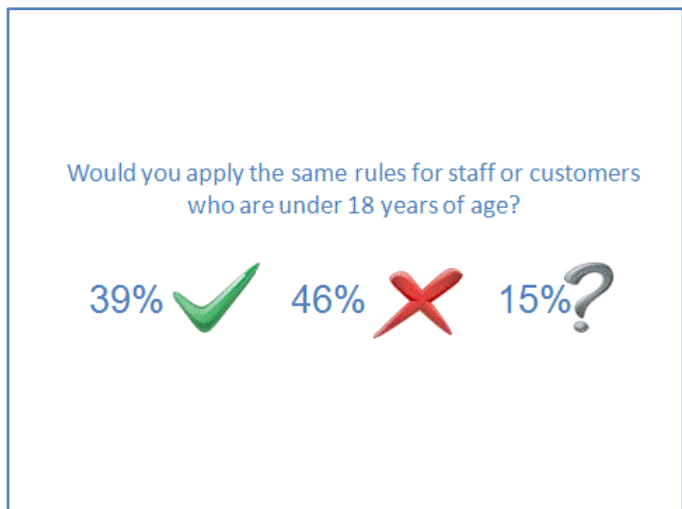 Would you apply the same rules for staff or customers
who are under 18 years of age?
39% 46% 15%?